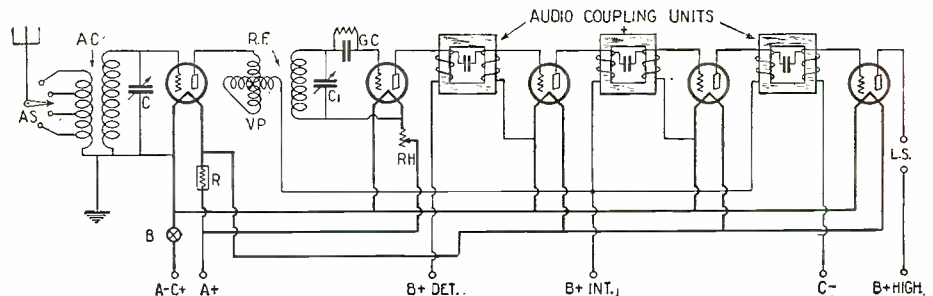 AUDIO COUPLING UNITS
A C
R.F.
G C
+
C
C₁
AS
VP
RH
L.S.
R
B
A-C+
A+
B+ DET.
B+ INT.
C-
B+HIGH